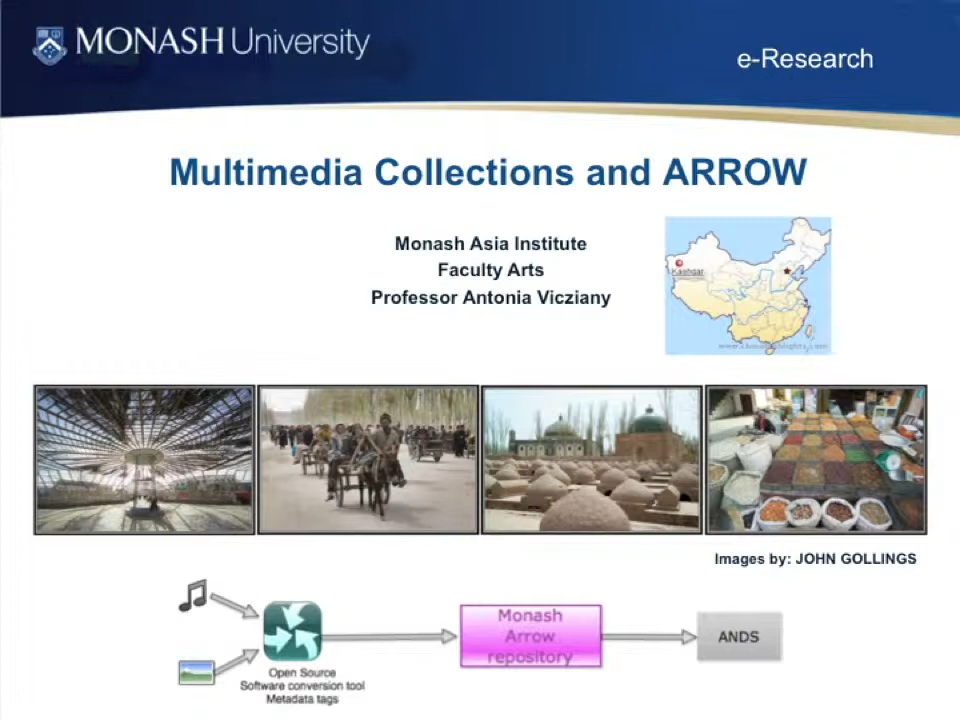 MONASH University
e-Research
Multimedia Collections and ARROW
Monash Asia Institute
Faculty Arts
Professor Antonia Vicziany
Kashgar
Images by: JOHN GOLLINGS
Monash
Arrow
repository
ANDS
Open Source
Software conversion tool
Metadata tags